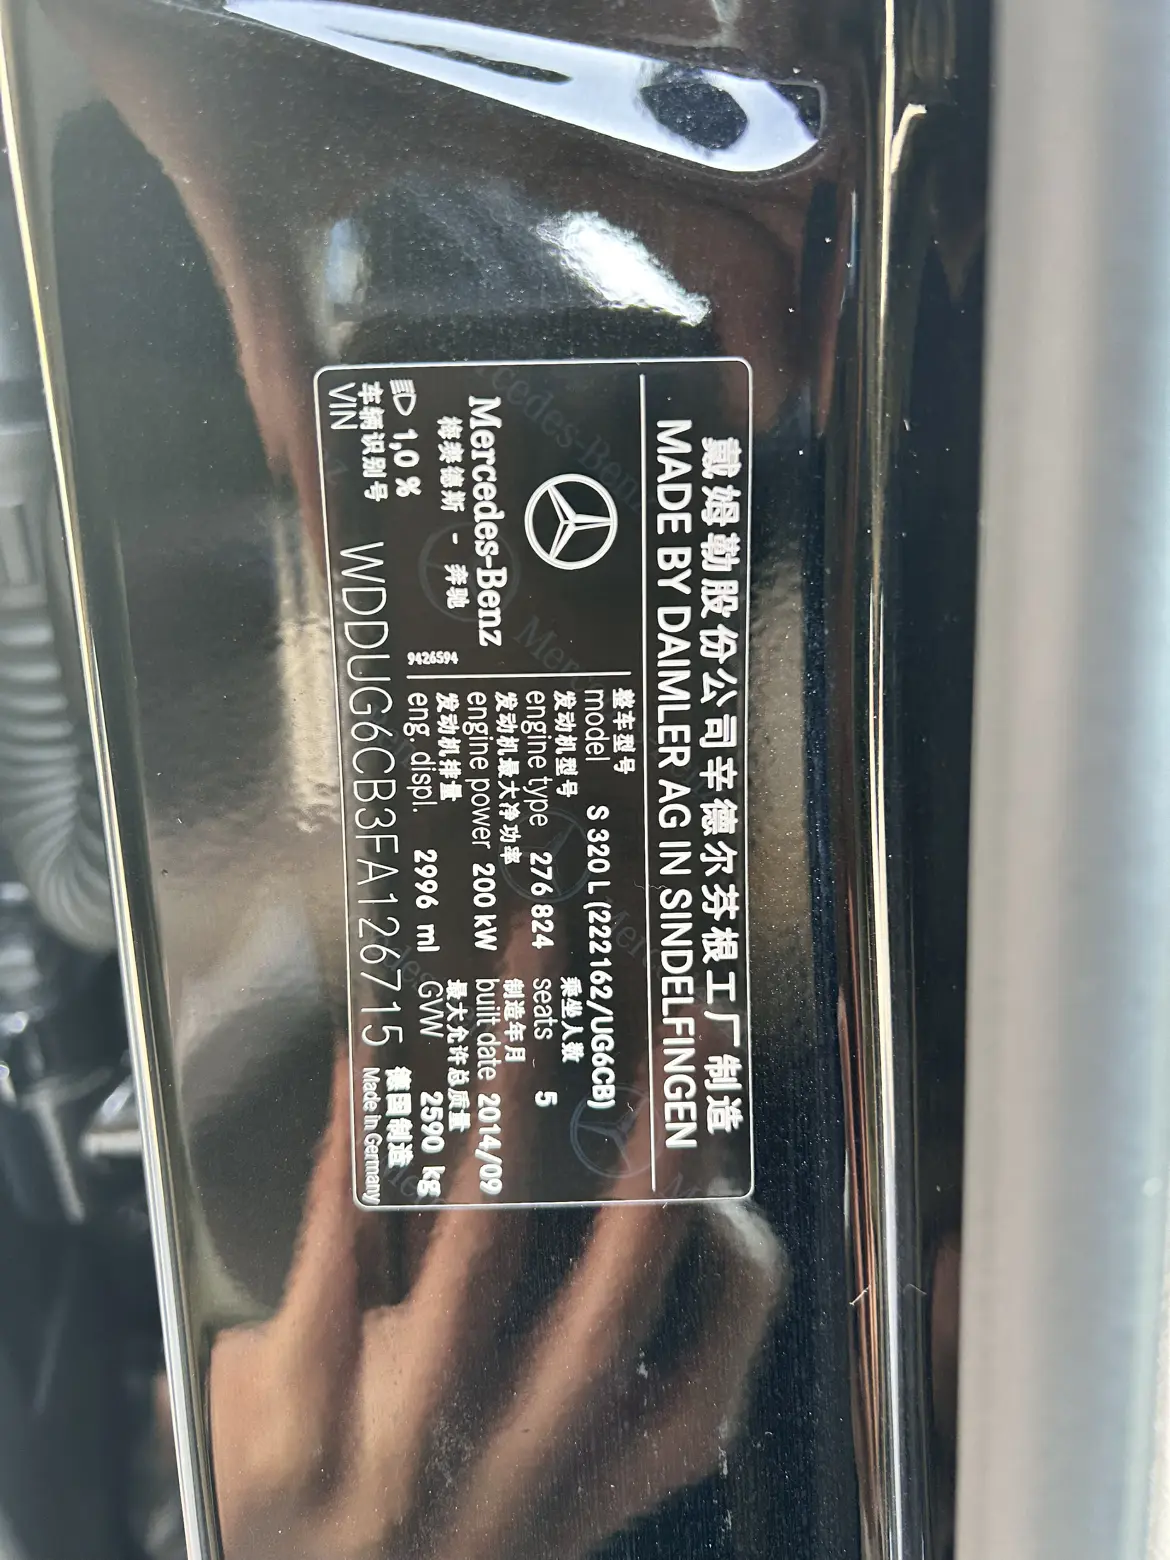 戴姆勒股份公司辛德尔芬根工厂制造
MADE BY DAIMLER AG IN SINDELFINGEN
Mercedes-Benz
梅赛德斯 - 奔驰
9426594
1,0 %
整车型号
model S 320 L (222162/UG6CB)
发动机型号 乘坐人数
engine type 276 824 seats 5
发动机最大净功率 制造年月
engine power 200 kW built date 2014/09
发动机排量 最大允许总质量
eng. displ. 2996 ml GVW 2590 kg
车辆识别号
VIN WDDUG6CB3FA126715
德国制造
Made in Germany